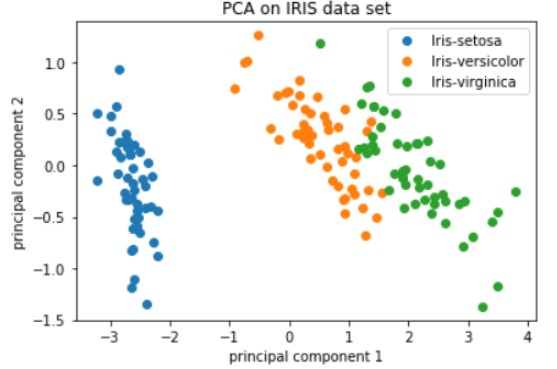 PCA on IRIS data set
Iris-setosa
Iris-versicolor
Iris-virginica
1.0
0.5
0.0
-0.5
-1.0
-1.5
principal component 2
-3
-2
-1
0
1
2
3
4
principal component 1